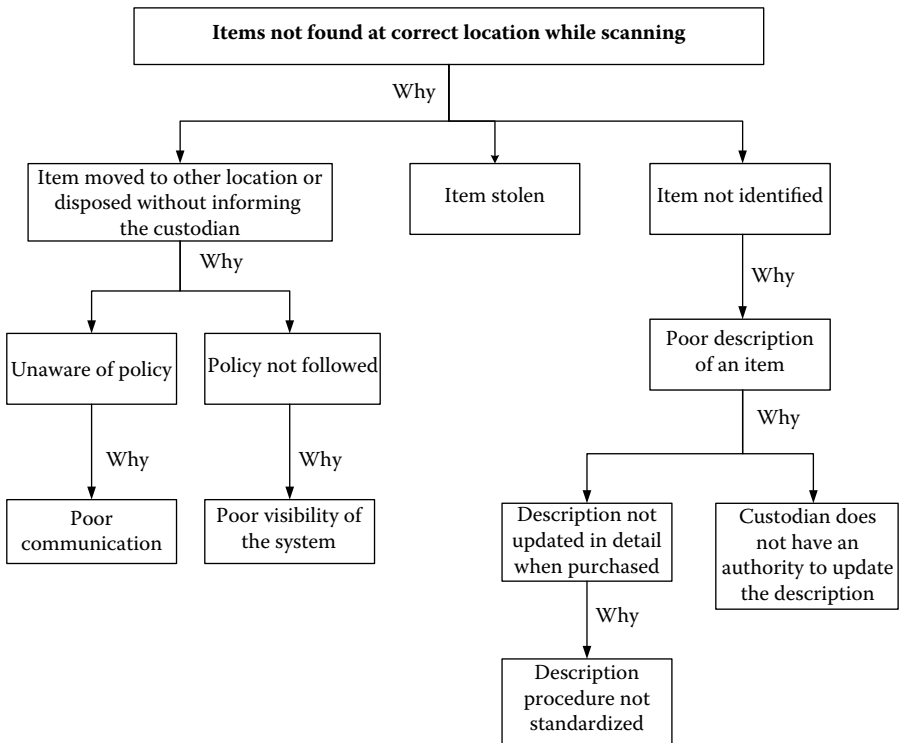 Items not found at correct location while scanning
Why
Item moved to other location or
disposed without informing
the custodian
Item stolen
Item not identified
Why
Why
Unaware of policy
Policy not followed
Poor description
of an item
Why
Why
Why
Poor
communication
Poor visibility of
the system
Description not
updated in detail
when purchased
Custodian does
not have an
authority to update
the description
Why
Description
procedure not
standardized